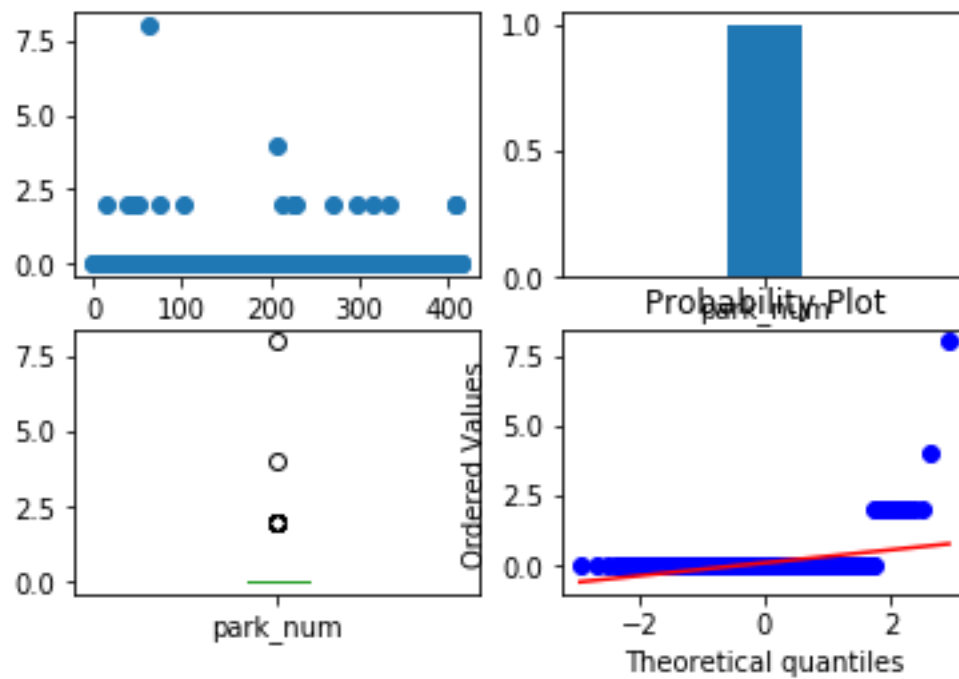 7.5
5.0
2.5
0.0
0 100 200 300 400
1.0
0.5
0.0
park_num
7.5
5.0
2.5
0.0
park_num
Probability Plot
Ordered Values
7.5
5.0
2.5
0.0
−2 0 2
Theoretical quantiles